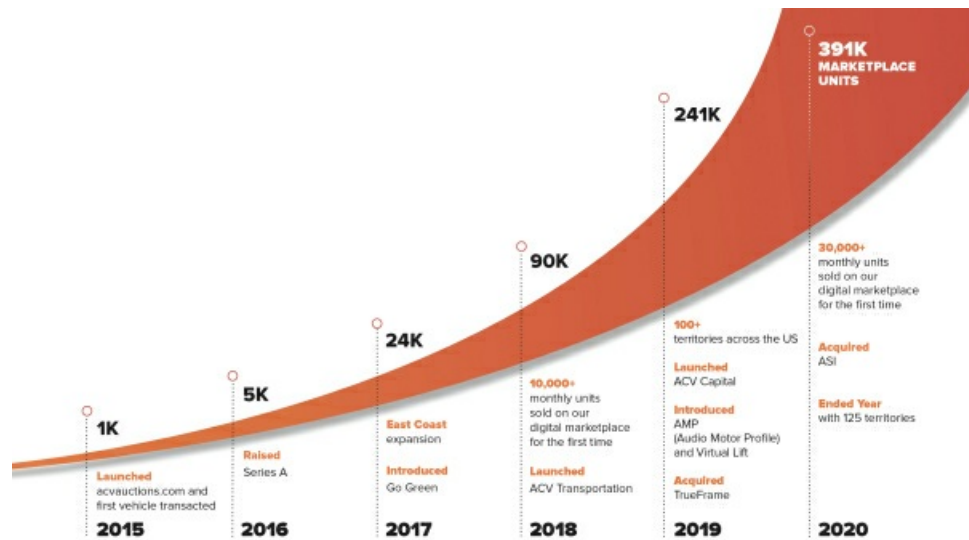 391K
MARKETPLACE
UNITS
241K
90K
24K
5K
1K
Launched
acvauctions.com and
first vehicle transacted
2015
Raised
Series A
2016
East Coast
expansion
Introduced
Go Green
2017
10,000+
monthly units
sold on our
digital marketplace
for the first time
Launched
ACV Transportation
2018
100+
territories across the US
Launched
ACV Capital
Introduced
AMP
(Audio Motor Profile)
and Virtual Lift
Acquired
TrueFrame
2019
30,000+
monthly units
sold on our
digital marketplace
for the first time
Acquired
ASI
Ended Year
with 125 territories
2020